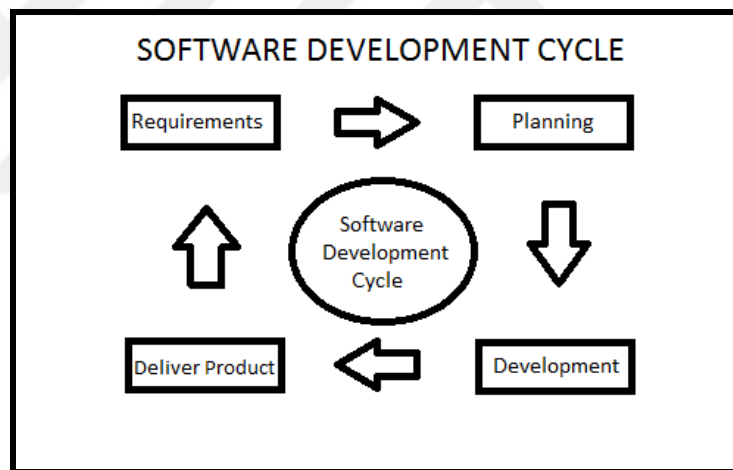 SOFTWARE DEVELOPMENT CYCLE
Requirements
Planning
Software
Development
Cycle
Deliver Product
Development